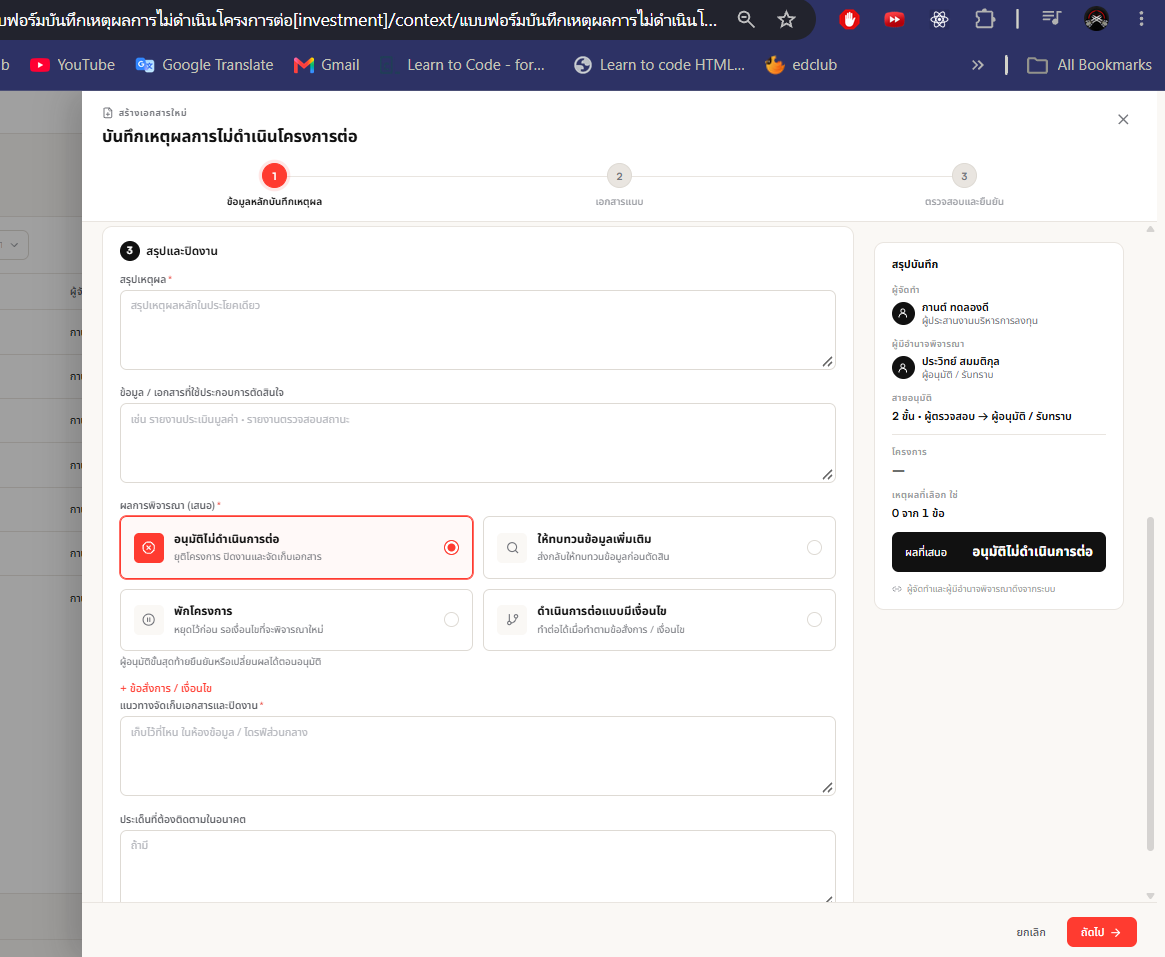 บบฟอร์มบันทึกเหตุผลการไม่ดำเนินโครงการต่อ[investment]/context/แบบฟอร์มบันทึกเหตุผลการไม่ดำเนินโ...
b YouTube Google Translate Gmail Learn to Code - for... Learn to code HTML... edclub » All Bookmarks
สร้างเอกสารใหม่
บันทึกเหตุผลการไม่ดำเนินโครงการต่อ
1 2 3
ข้อมูลหลักบันทึกเหตุผล เอกสารแนบ ตรวจสอบและยืนยัน
3 สรุปและปิดงาน
สรุปเหตุผล *
สรุปเหตุผลหลักในประโยคเดียว
ข้อมูล / เอกสารที่ใช้ประกอบการตัดสินใจ
เช่น รายงานประเมินมูลค่า · รายงานตรวจสอบสถานะ
ผลการพิจารณา (เสนอ) *
อนุมัติไม่ดำเนินการต่อ
ยุติโครงการ ปิดงานและจัดเก็บเอกสาร
ให้ทบทวนข้อมูลเพิ่มเติม
ส่งกลับให้ทบทวนข้อมูลก่อนตัดสิน
พักโครงการ
หยุดไว้ก่อน รอเงื่อนไขที่จะพิจารณาใหม่
ดำเนินการต่อแบบมีเงื่อนไข
ทำต่อได้เมื่อทำตามข้อสั่งการ / เงื่อนไข
ผู้อนุมัติขั้นสุดท้ายยืนยันหรือเปลี่ยนผลได้ตอนอนุมัติ
+ ข้อสั่งการ / เงื่อนไข
แนวทางจัดเก็บเอกสารและปิดงาน *
เก็บไว้ที่ไหน ในห้องข้อมูล / ไดรฟ์ส่วนกลาง
ประเด็นที่ต้องติดตามในอนาคต
ถ้ามี
สรุปบันทึก
ผู้จัดทำ
กานต์ ทดลองดี
ผู้ประสานงานบริหารการลงทุน
ผู้มีอำนาจพิจารณา
ประวิทย์ สมมติกุล
ผู้อนุมัติ / รับทราบ
สายอนุมัติ
2 ขั้น · ผู้ตรวจสอบ → ผู้อนุมัติ / รับทราบ
โครงการ
—
เหตุผลที่เลือก ใช่
0 จาก 1 ข้อ
ผลที่เสนอ อนุมัติไม่ดำเนินการต่อ
ผู้จัดทำและผู้มีอำนาจพิจารณาดึงจากระบบ
ยกเลิก ถัดไป →